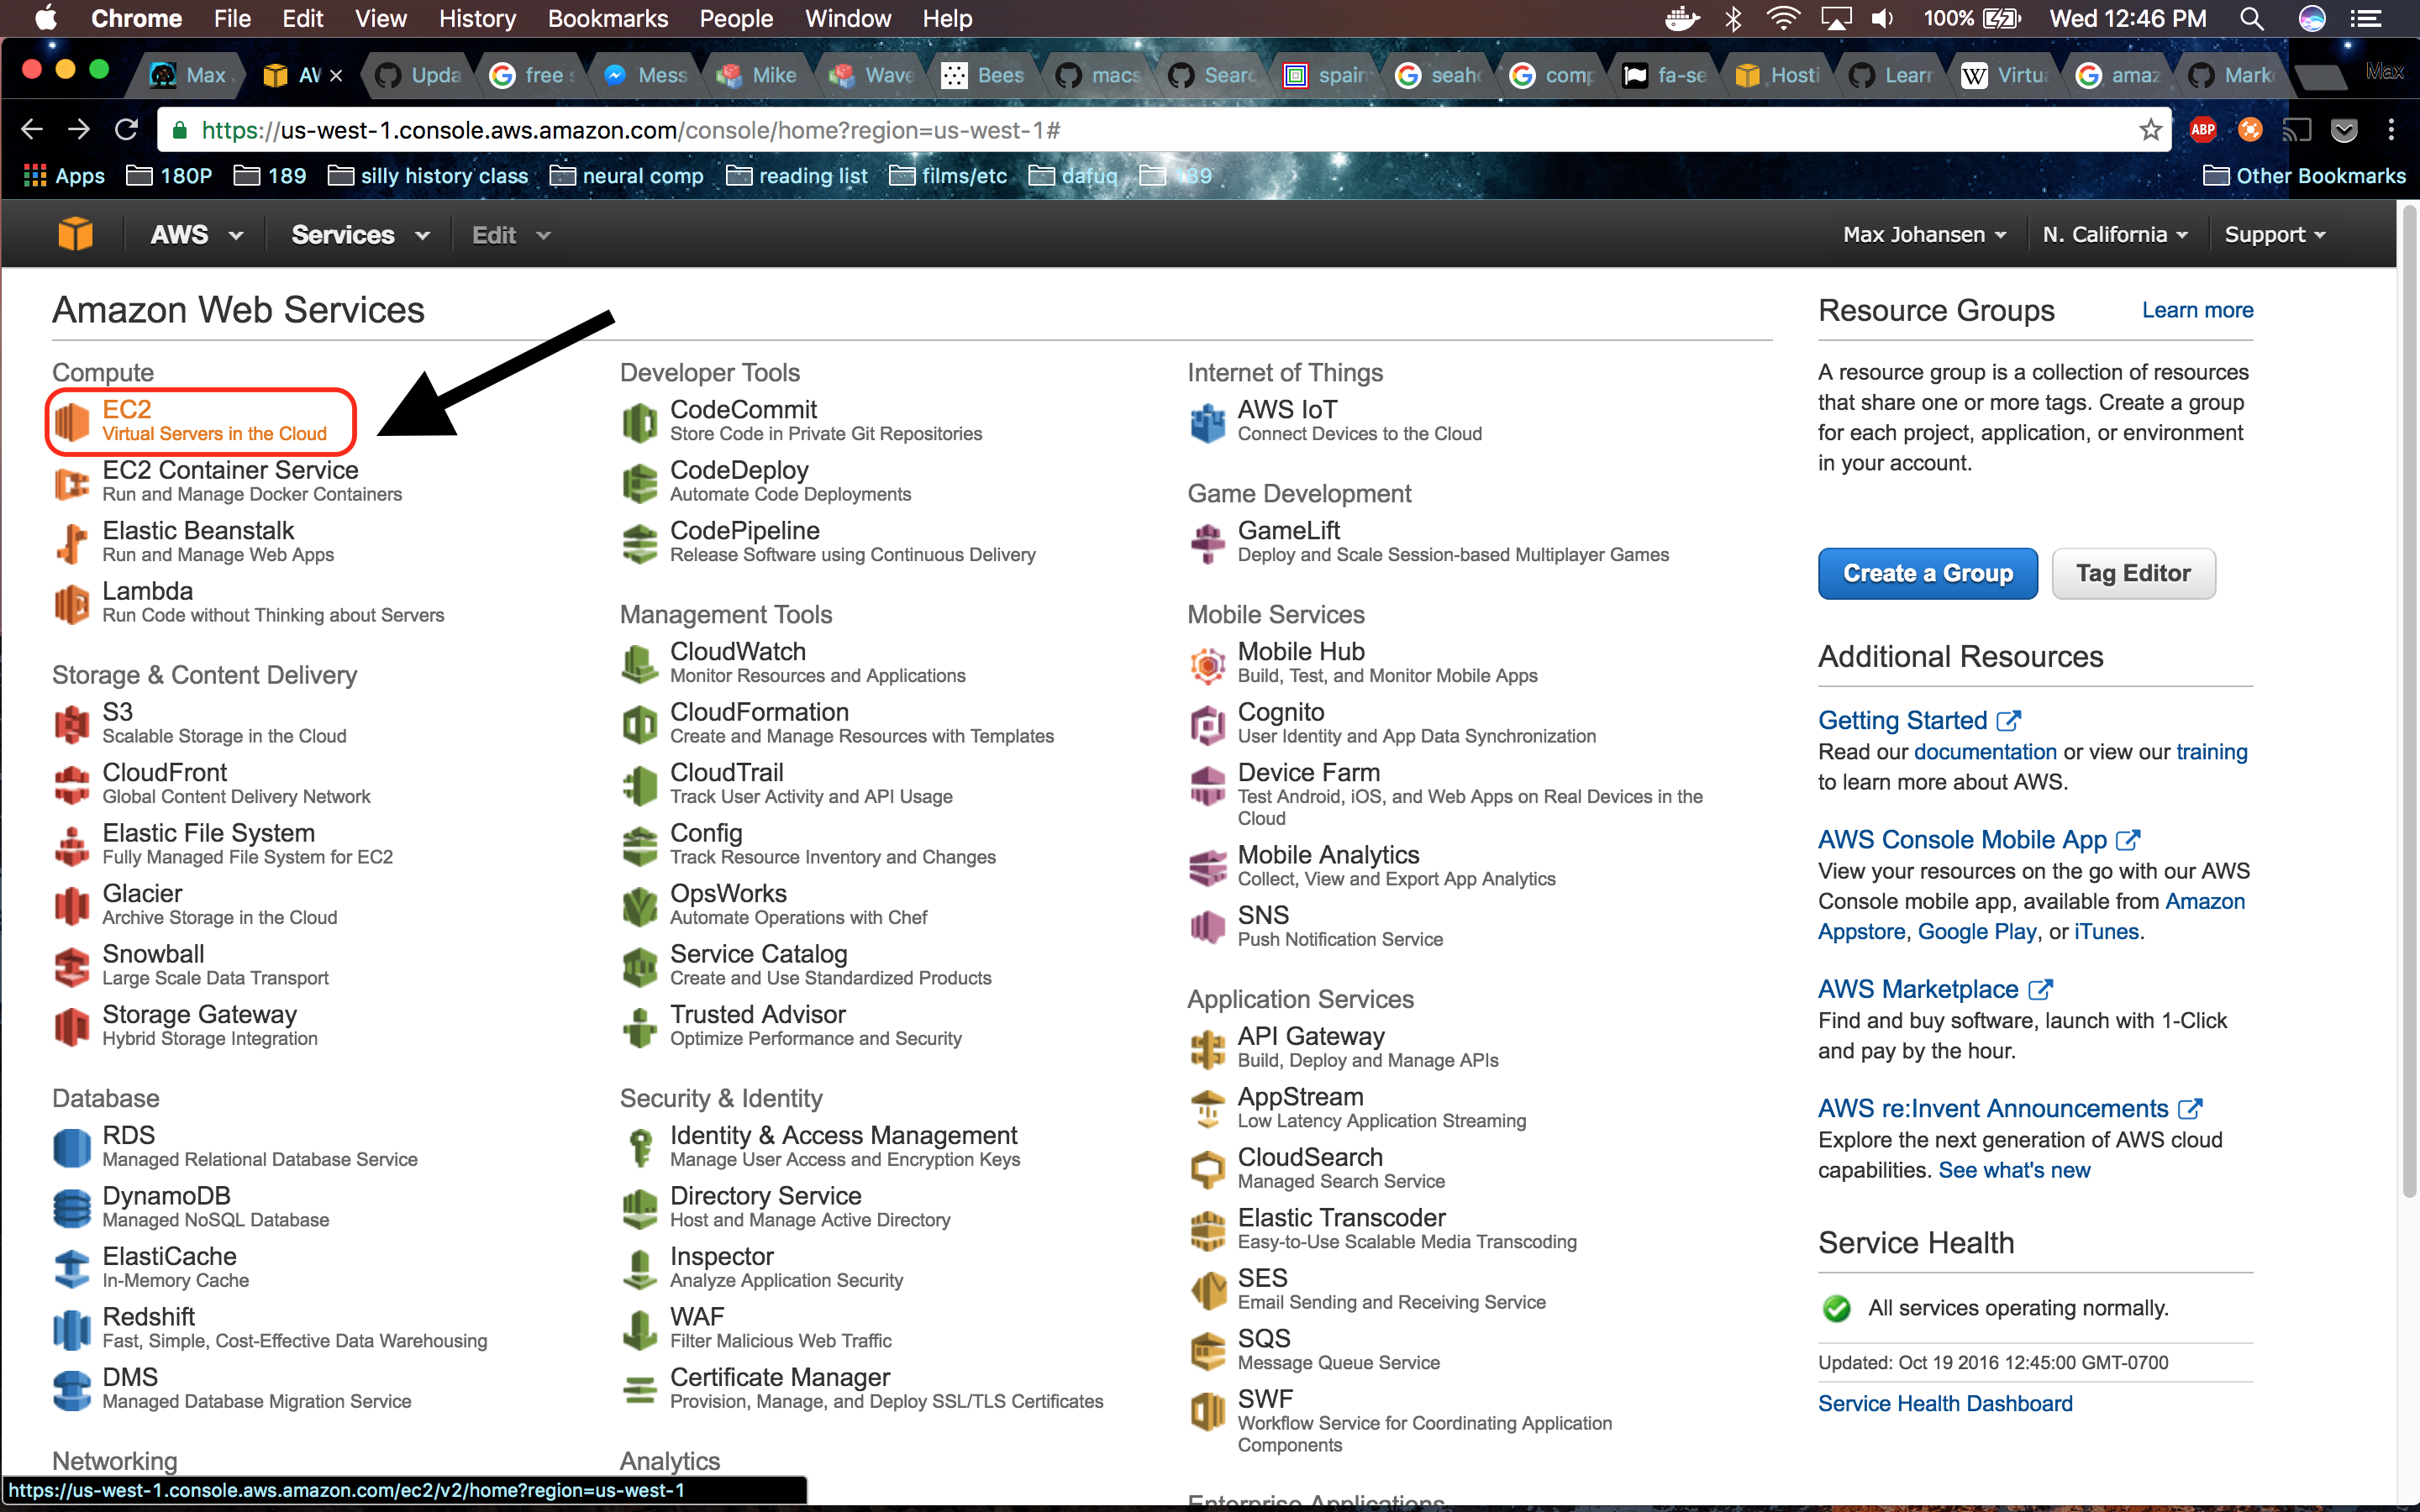 Chrome File Edit View History Bookmarks People Window Help 100% Wed 12:46 PM
Max AW Upda free s Mess Mike Wave Bees macs Searc spain seaho comp fa-se Hosti Learn Virtua amaz Mark Max
https://us-west-1.console.aws.amazon.com/console/home?region=us-west-1# ABP
Apps 180P 189 silly history class neural comp reading list films/etc dafuq 189 Other Bookmarks
AWS Services Edit Max Johansen N. California Support
Amazon Web Services
Compute
EC2
Virtual Servers in the Cloud
EC2 Container Service
Run and Manage Docker Containers
Elastic Beanstalk
Run and Manage Web Apps
Lambda
Run Code without Thinking about Servers
Storage & Content Delivery
S3
Scalable Storage in the Cloud
CloudFront
Global Content Delivery Network
Elastic File System
Fully Managed File System for EC2
Glacier
Archive Storage in the Cloud
Snowball
Large Scale Data Transport
Storage Gateway
Hybrid Storage Integration
Database
RDS
Managed Relational Database Service
DynamoDB
Managed NoSQL Database
ElastiCache
In-Memory Cache
Redshift
Fast, Simple, Cost-Effective Data Warehousing
DMS
Managed Database Migration Service
Networking
Developer Tools
CodeCommit
Store Code in Private Git Repositories
CodeDeploy
Automate Code Deployments
CodePipeline
Release Software using Continuous Delivery
Management Tools
CloudWatch
Monitor Resources and Applications
CloudFormation
Create and Manage Resources with Templates
CloudTrail
Track User Activity and API Usage
Config
Track Resource Inventory and Changes
OpsWorks
Automate Operations with Chef
Service Catalog
Create and Use Standardized Products
Trusted Advisor
Optimize Performance and Security
Security & Identity
Identity & Access Management
Manage User Access and Encryption Keys
Directory Service
Host and Manage Active Directory
Inspector
Analyze Application Security
WAF
Filter Malicious Web Traffic
Certificate Manager
Provision, Manage, and Deploy SSL/TLS Certificates
Analytics
Internet of Things
AWS IoT
Connect Devices to the Cloud
Game Development
GameLift
Deploy and Scale Session-based Multiplayer Games
Mobile Services
Mobile Hub
Build, Test, and Monitor Mobile Apps
Cognito
User Identity and App Data Synchronization
Device Farm
Test Android, iOS, and Web Apps on Real Devices in the
Cloud
Mobile Analytics
Collect, View and Export App Analytics
SNS
Push Notification Service
Application Services
API Gateway
Build, Deploy and Manage APIs
AppStream
Low Latency Application Streaming
CloudSearch
Managed Search Service
Elastic Transcoder
Easy-to-Use Scalable Media Transcoding
SES
Email Sending and Receiving Service
SQS
Message Queue Service
SWF
Workflow Service for Coordinating Application
Components
Enterprise Applications
Resource Groups Learn more
A resource group is a collection of resources
that share one or more tags. Create a group
for each project, application, or environment
in your account.
Create a Group Tag Editor
Additional Resources
Getting Started
Read our documentation or view our training
to learn more about AWS.
AWS Console Mobile App
View your resources on the go with our AWS
Console mobile app, available from Amazon
Appstore, Google Play, or iTunes.
AWS Marketplace
Find and buy software, launch with 1-Click
and pay by the hour.
AWS re:Invent Announcements
Explore the next generation of AWS cloud
capabilities. See what's new
Service Health
All services operating normally.
Updated: Oct 19 2016 12:45:00 GMT-0700
Service Health Dashboard
https://us-west-1.console.aws.amazon.com/ec2/v2/home?region=us-west-1